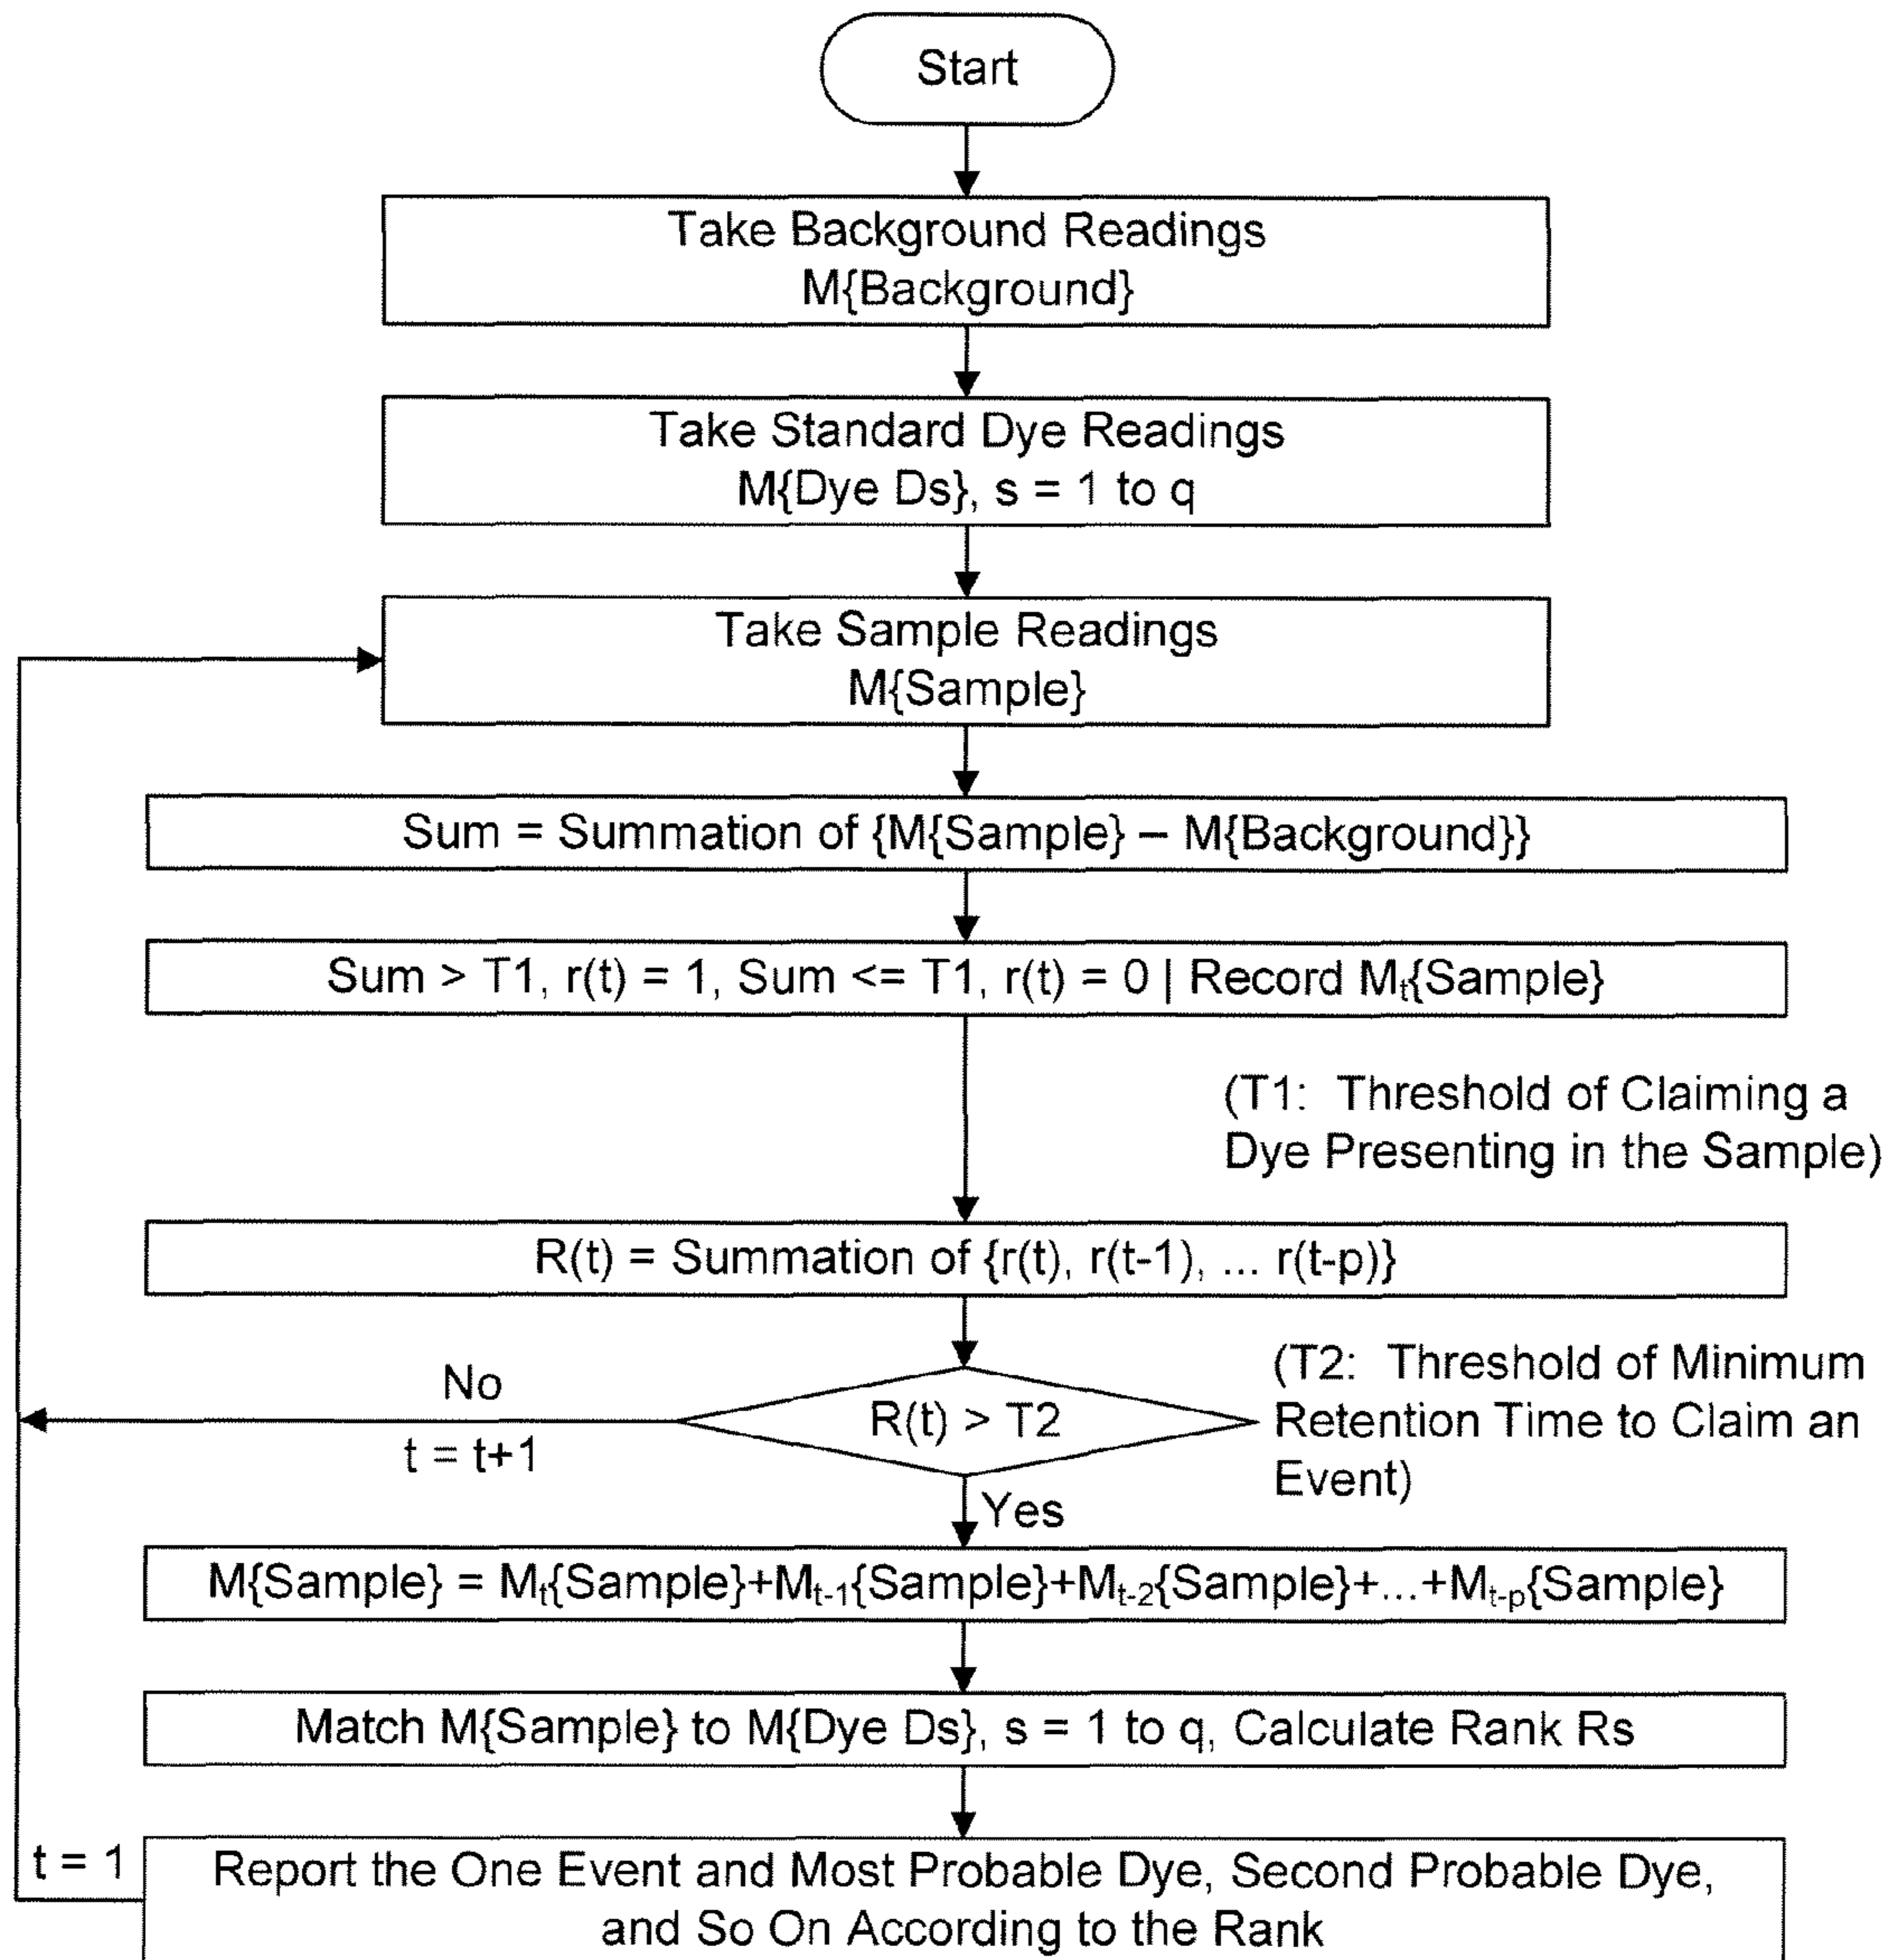 Start
Take Background Readings
M{Background}
Take Standard Dye Readings
M{Dye Ds}, s = 1 to q
Take Sample Readings
M{Sample}
Sum = Summation of {M{Sample} – M{Background}}
Sum > T1, r(t) = 1, Sum <= T1, r(t) = 0 | Record Mₜ{Sample}
(T1: Threshold of Claiming a
Dye Presenting in the Sample)
R(t) = Summation of {r(t), r(t-1), ... r(t-p)}
(T2: Threshold of Minimum
Retention Time to Claim an
Event)
No
R(t) > T2
t = t+1
Yes
M{Sample} = Mₜ{Sample}+Mₜ₋₁{Sample}+Mₜ₋₂{Sample}+...+Mₜ₋ₚ{Sample}
Match M{Sample} to M{Dye Ds}, s = 1 to q, Calculate Rank Rs
t = 1
Report the One Event and Most Probable Dye, Second Probable Dye,
and So On According to the Rank